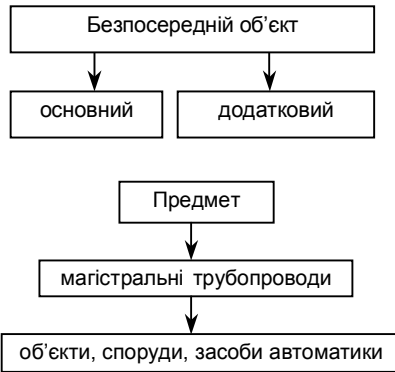 Безпосередній об’єкт
основний
додатковий
Предмет
магістральні трубопроводи
об’єкти, споруди, засоби автоматики